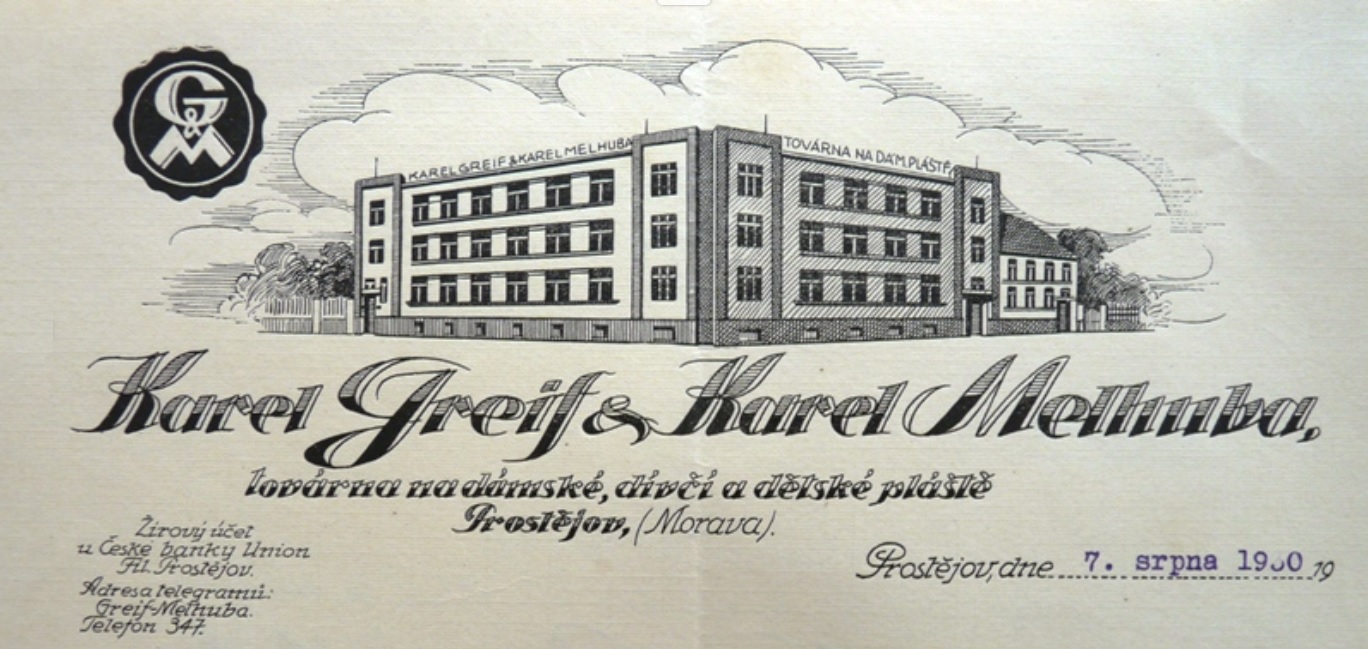 G
&
M
KAREL GREIF & KAREL MELHUBA
TOVÁRNA NA DÁM. PLÁŠTĚ
Karel Greif & Karel Melhuba,
továrna na dámské, dívčí a dětské pláště
Prostějov, (Morava).
Žirový účet
u České banky Union
Fil. Prostějov.
Adresa telegramů:
Greif-Melhuba.
Telefon 347.
Prostějov, dne 7. srpna 1930 19